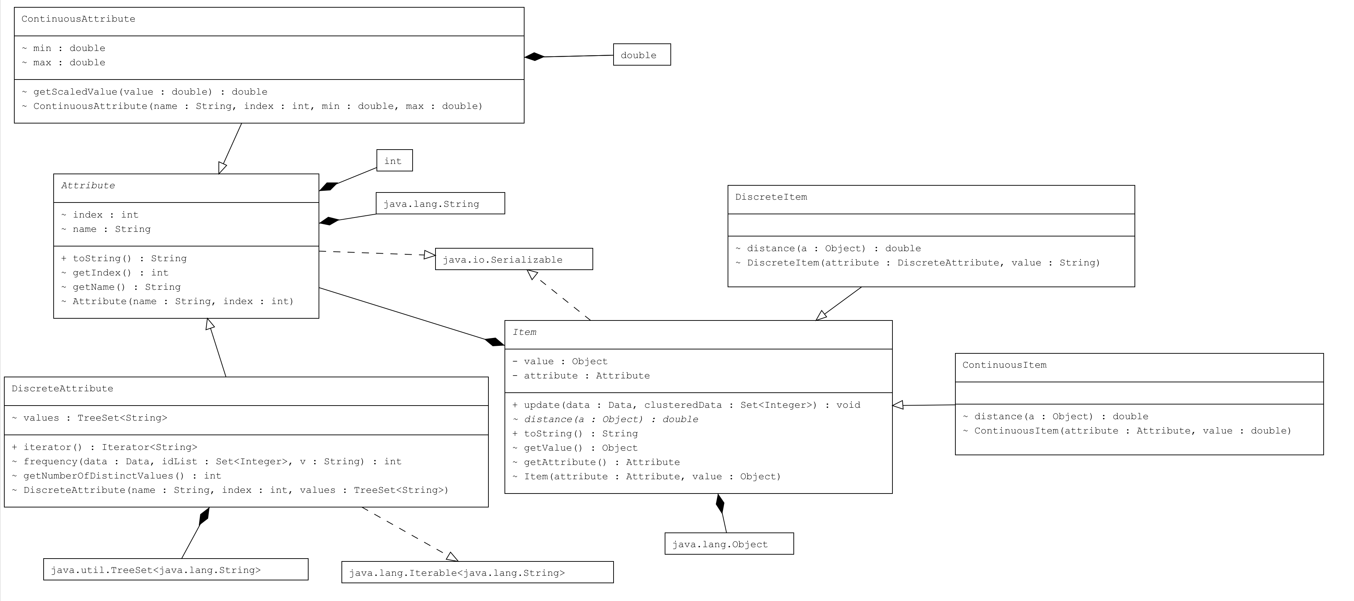 ContinuousAttribute
~ min : double
~ max : double
~ getScaledValue(value : double) : double
~ ContinuousAttribute(name : String, index : int, min : double, max : double)
double
int
java.lang.String
Attribute
~ index : int
~ name : String
+ toString() : String
~ getIndex() : int
~ getName() : String
~ Attribute(name : String, index : int)
java.io.Serializable
DiscreteItem
~ distance(a : Object) : double
~ DiscreteItem(attribute : DiscreteAttribute, value : String)
Item
- value : Object
- attribute : Attribute
+ update(data : Data, clusteredData : Set<Integer>) : void
~ distance(a : Object) : double
+ toString() : String
~ getValue() : Object
~ getAttribute() : Attribute
~ Item(attribute : Attribute, value : Object)
ContinuousItem
~ distance(a : Object) : double
~ ContinuousItem(attribute : Attribute, value : double)
DiscreteAttribute
~ values : TreeSet<String>
+ iterator() : Iterator<String>
~ frequency(data : Data, idList : Set<Integer>, v : String) : int
~ getNumberOfDistinctValues() : int
~ DiscreteAttribute(name : String, index : int, values : TreeSet<String>)
java.lang.Object
java.util.TreeSet<java.lang.String>
java.lang.Iterable<java.lang.String>